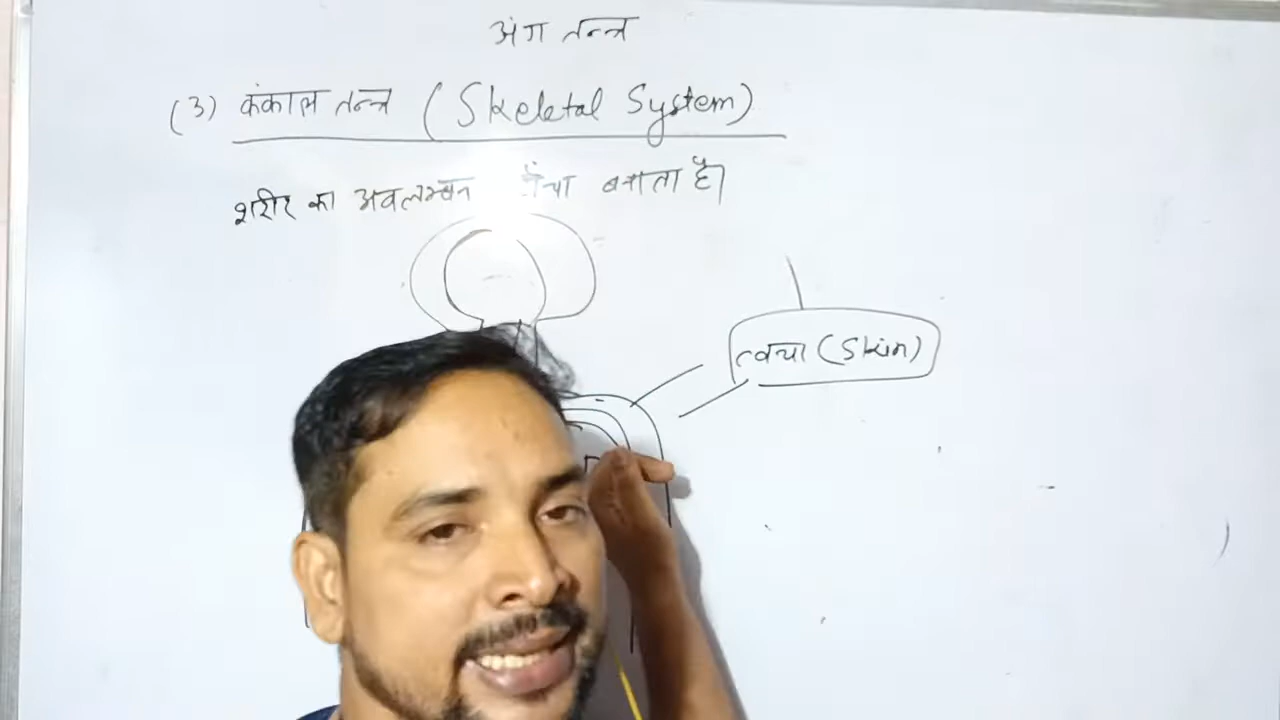 अंग तन्त्र
(3) कंकाल तन्त्र (Skeletal System)
शरीर का अवलम्बन बनाता है।
त्वचा (Skin)